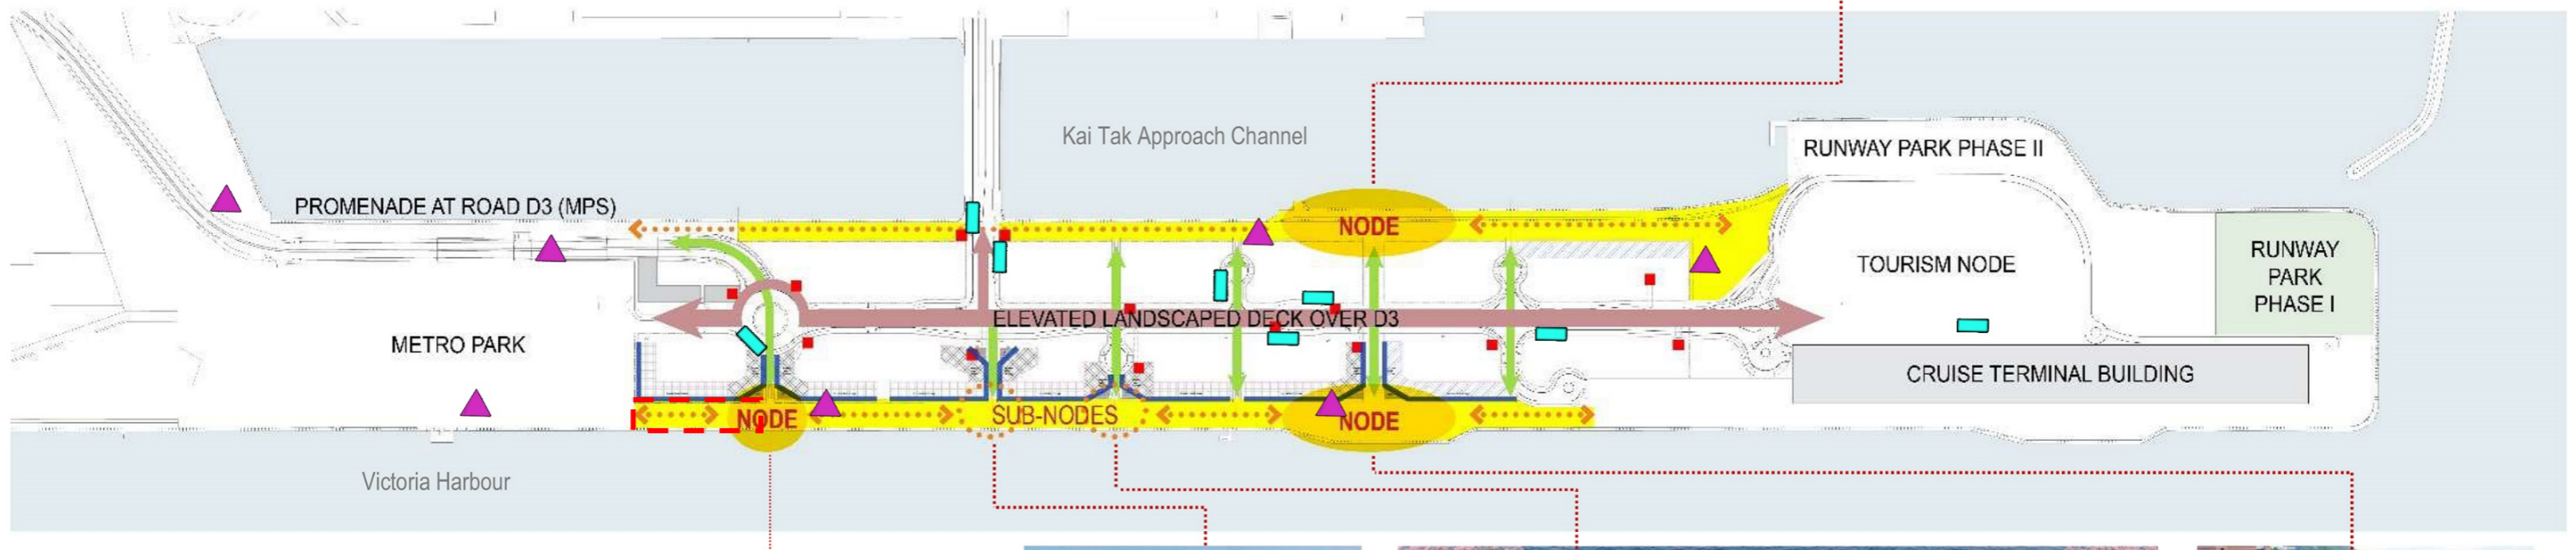 Kai Tak Approach Channel
RUNWAY PARK PHASE II
PROMENADE AT ROAD D3 (MPS)
NODE
RUNWAY
PARK
PHASE I
TOURISM NODE
ELEVATED LANDSCAPED DECK OVER D3
METRO PARK
CRUISE TERMINAL BUILDING
NODE
SUB-NODES
NODE
Victoria Harbour